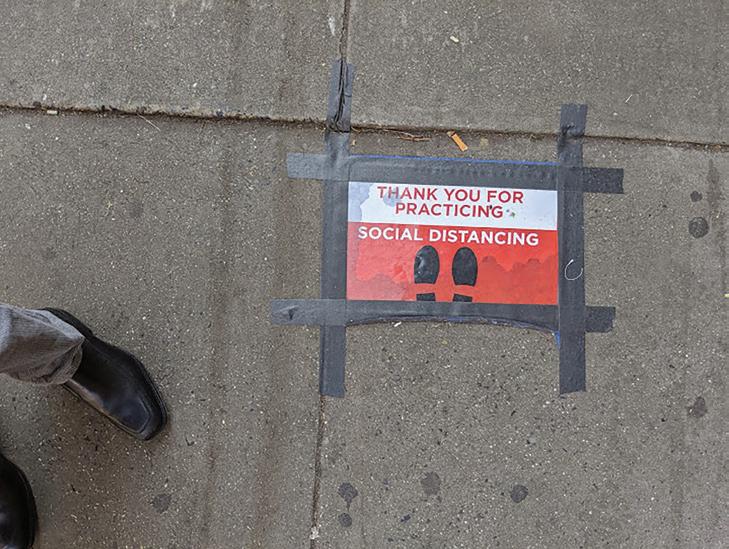 THANK YOU FOR
PRACTICING
SOCIAL DISTANCING